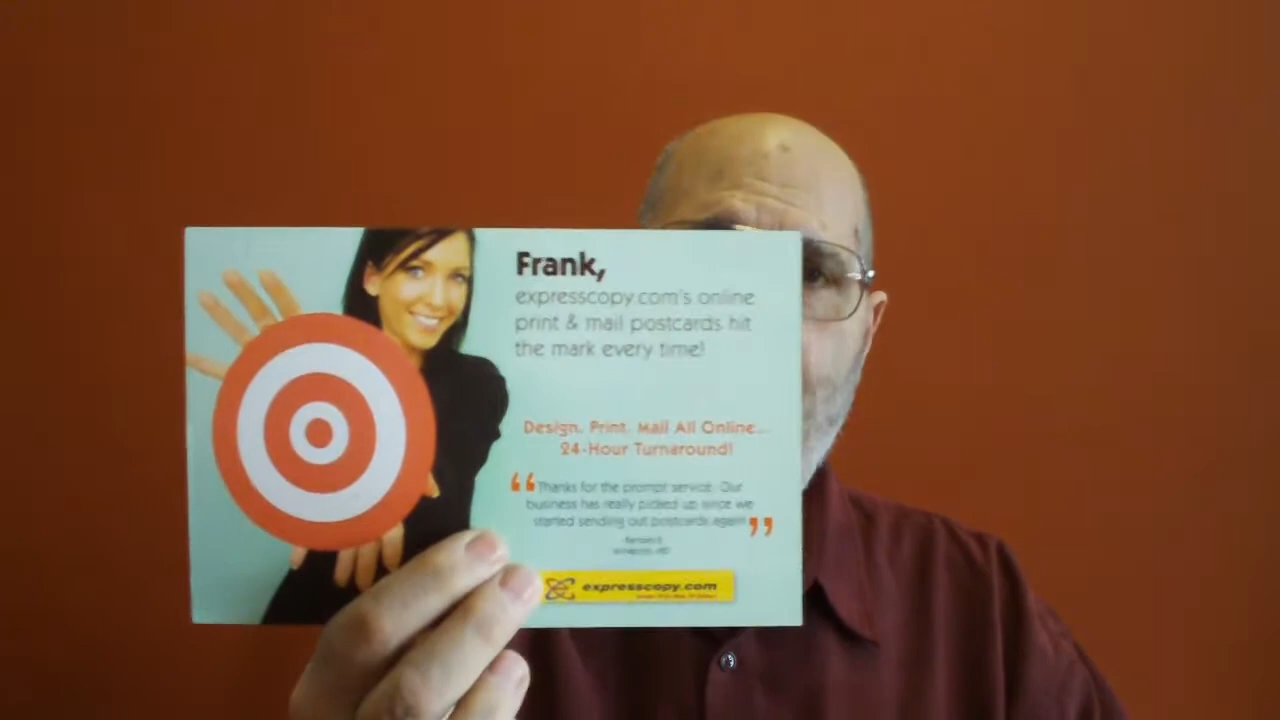 Frank,
expresscopy.com's online
print & mail postcards hit
the mark every time!
Design. Print. Mail All Online...
24-Hour Turnaround!
“Thanks for the prompt service. Our
business has really picked up since we
started sending out postcards again”
expresscopy.com